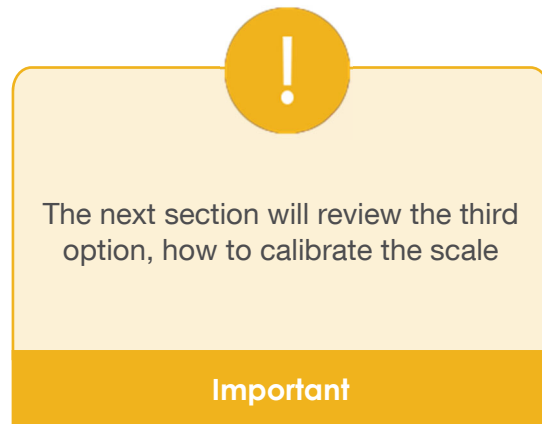 !
The next section will review the third
option, how to calibrate the scale
Important